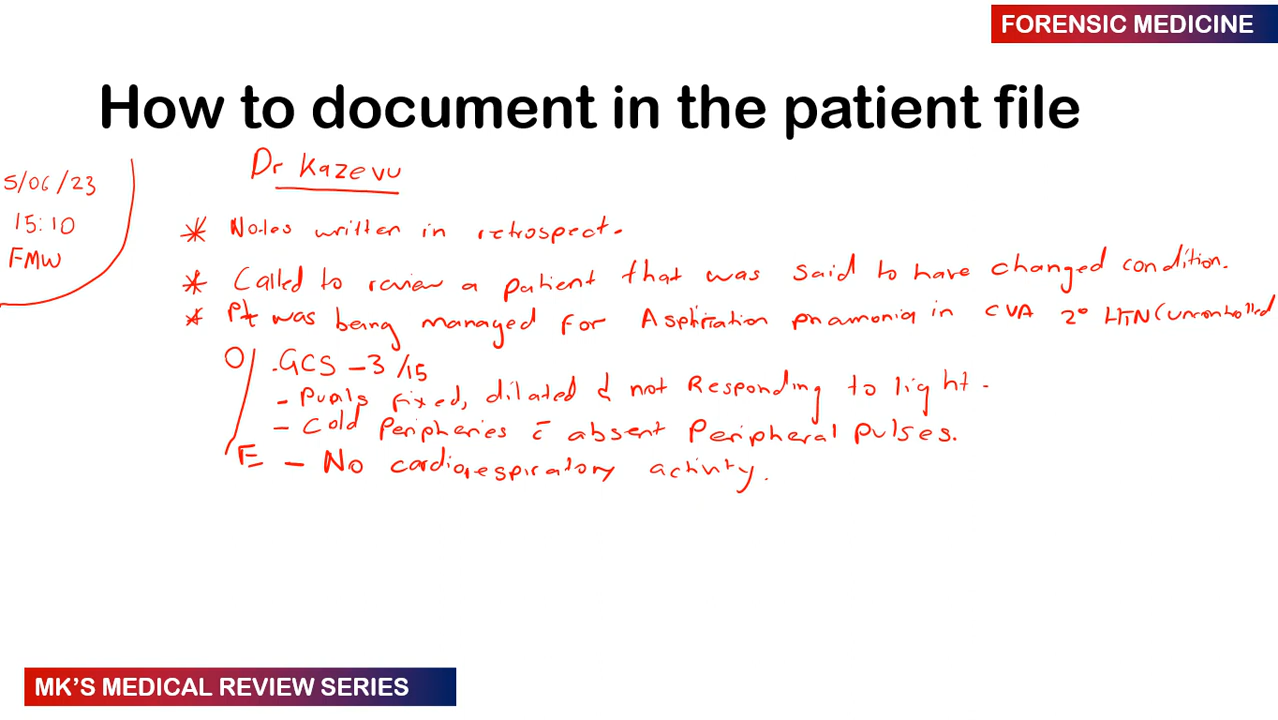 FORENSIC MEDICINE
How to document in the patient file
5/06/23
15:10
FMW
Dr Kazevu
* Notes written in retrospect.
* Called to review a patient that was said to have changed condition.
* Pt was being managed for Aspiration pnamonia in CVA 2° HTN (uncontrolled
O/E
. GCS - 3/15
- Pupils fixed, dilated & not Responding to light.
- Cold Peripheries c̄ absent Peripheral pulses.
- No cardiorespiratory activity.
MK'S MEDICAL REVIEW SERIES